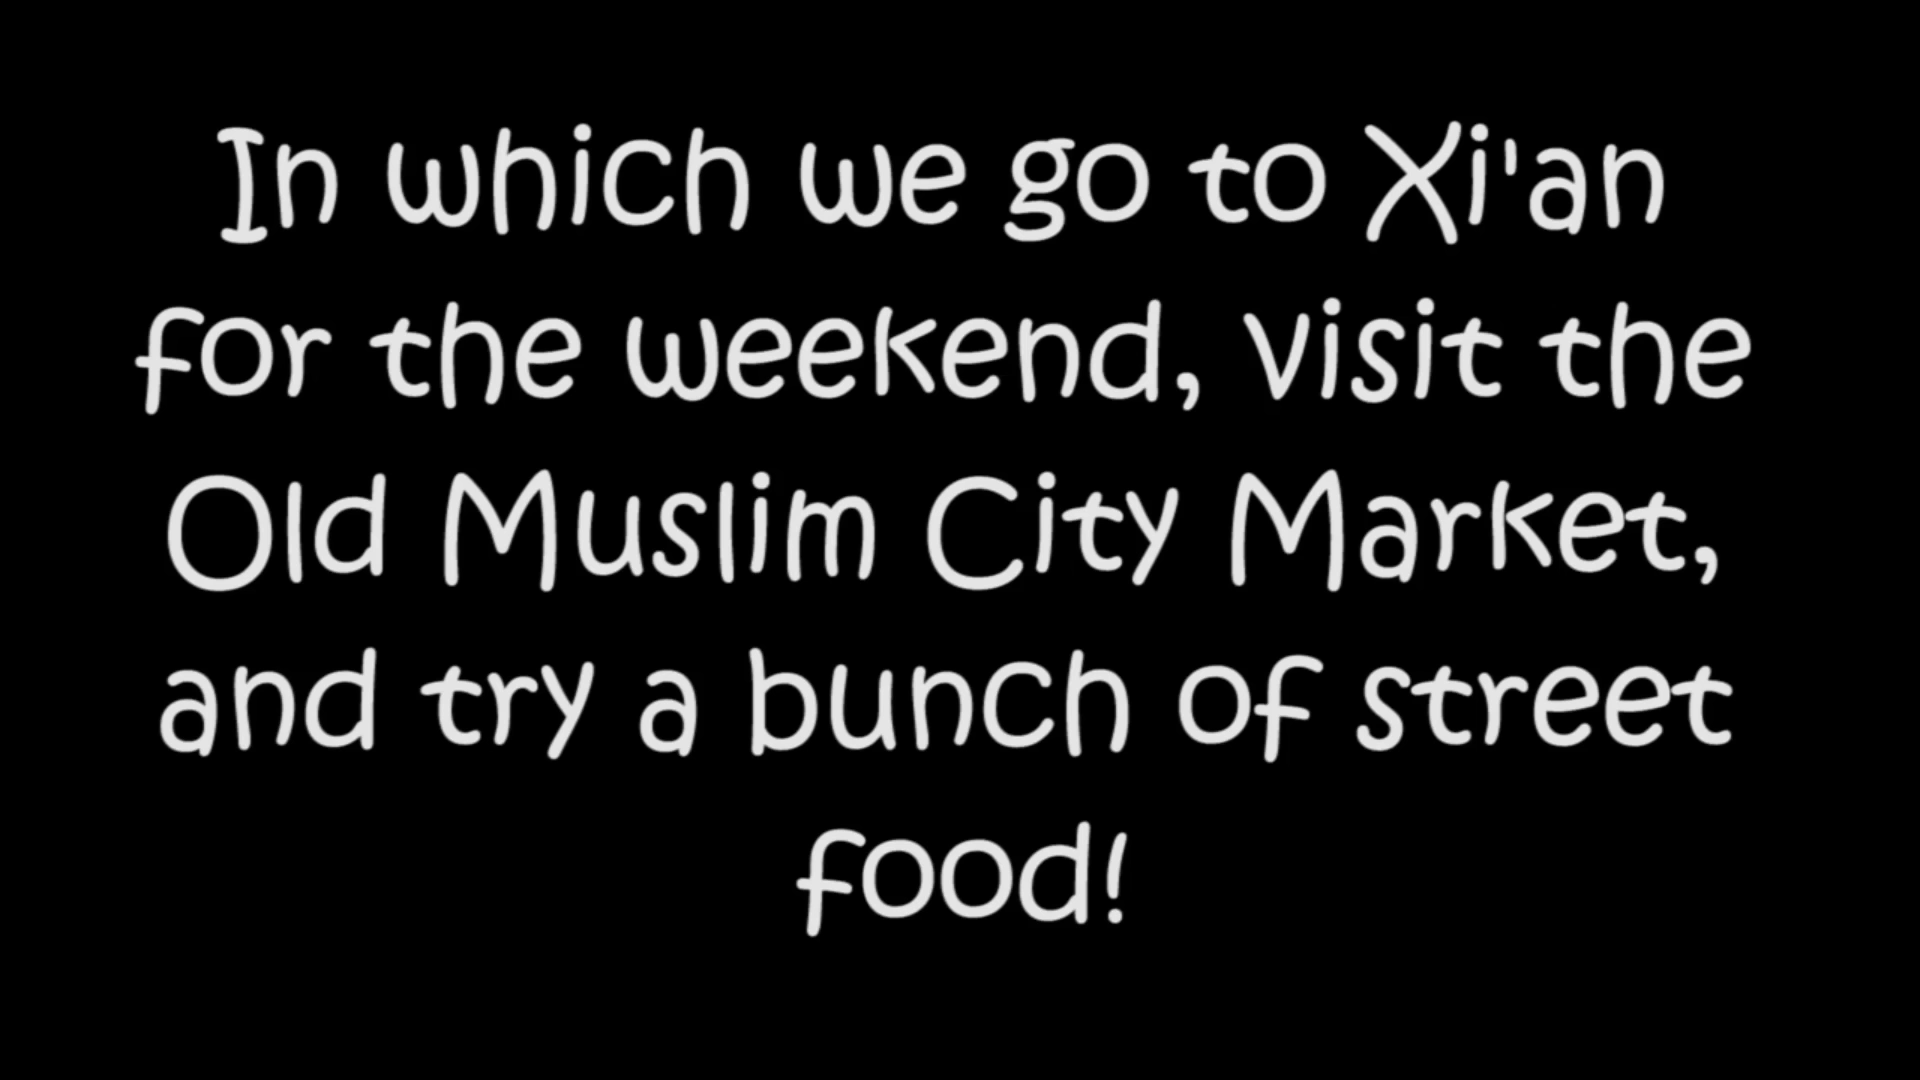 In which we go to Xi'an
for the weekend, visit the
Old Muslim City Market,
and try a bunch of street
food!